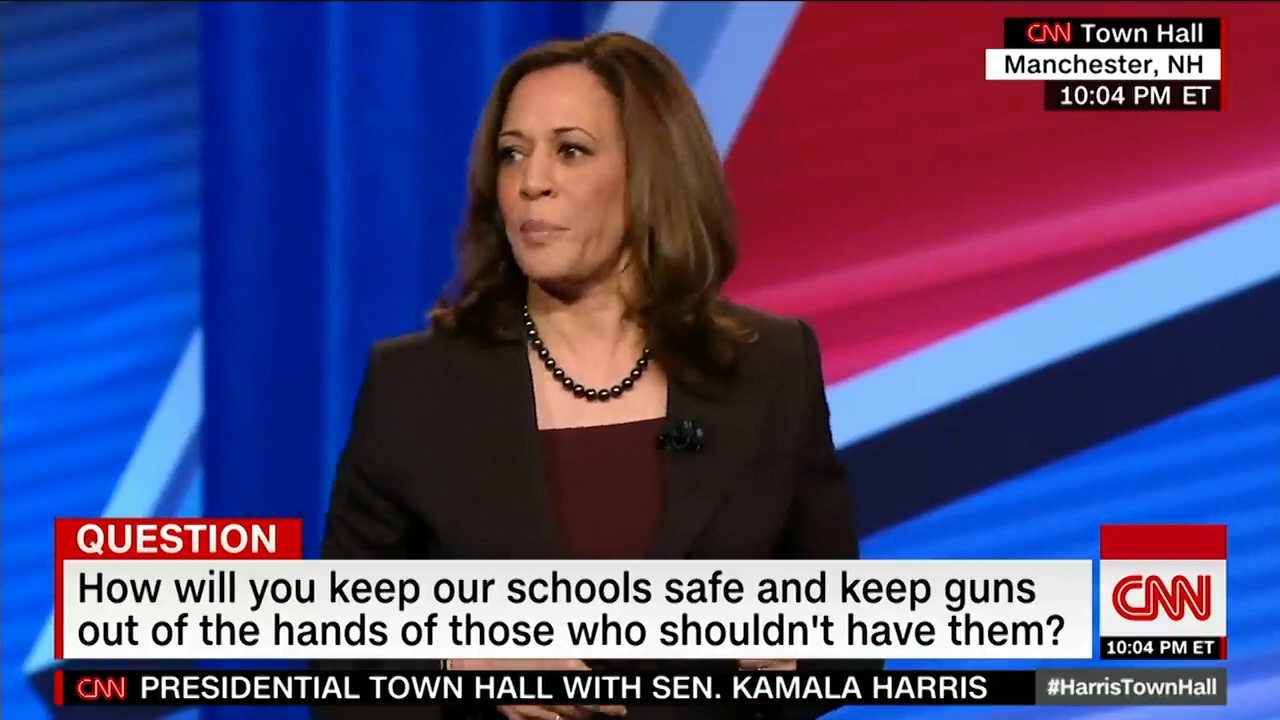 CNN Town Hall
Manchester, NH
10:04 PM ET
QUESTION
How will you keep our schools safe and keep guns
out of the hands of those who shouldn't have them?
CNN
10:04 PM ET
CNN PRESIDENTIAL TOWN HALL WITH SEN. KAMALA HARRIS
#HarrisTownHall